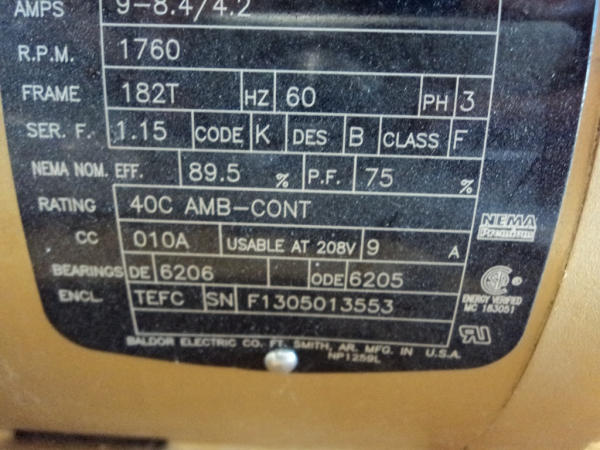 AMPS 9-8.4/4.2
R.P.M. 1760
FRAME 182T HZ 60 PH 3
SER. F. 1.15 CODE K DES B CLASS F
NEMA NOM. EFF. 89.5 % P.F. 75 %
RATING 40C AMB-CONT
NEMA
Premium
CC 010A USABLE AT 208V 9 A
BEARINGS DE 6206 ODE 6205
SP ®
ENERGY VERIFIED
MC 183051
ENCL. TEFC SN F1305013553
BALDOR ELECTRIC CO. FT. SMITH, AR. MFG. IN U.S.A.
NP1259L